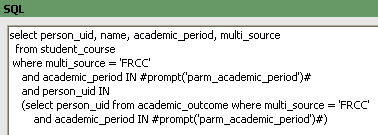 SQL
select person_uid, name, academic_period, multi_source
from student_course
where multi_source = 'FRCC'
and academic_period IN #prompt('parm_academic_period')#
and person_uid IN
(select person_uid from academic_outcome where multi_source = 'FRCC'
and academic_period IN #prompt('parm_academic_period')#)